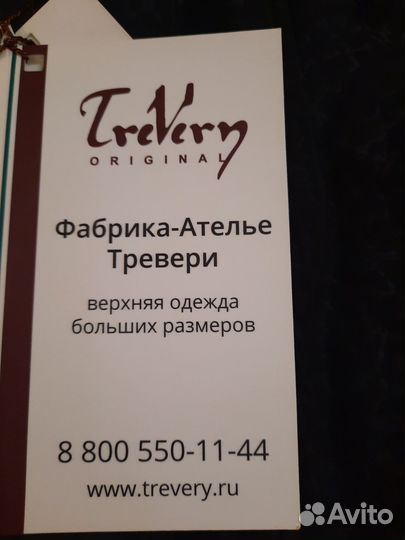 TreVery
ORIGINAL
Фабрика-Ателье
Тревери
верхняя одежда
больших размеров
8 800 550-11-44
www.trevery.ru
Avito